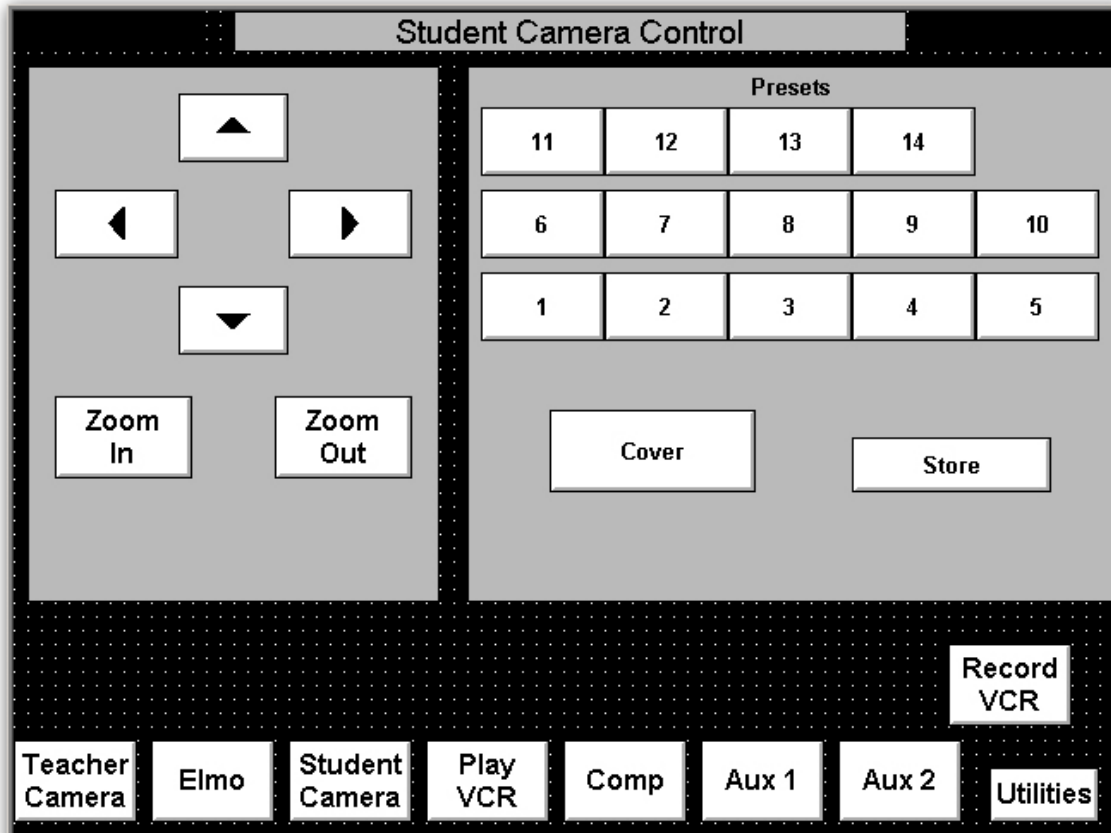 Student Camera Control
Presets
11 12 13 14
6 7 8 9 10
1 2 3 4 5
Zoom
In
Zoom
Out
Cover
Store
Record
VCR
Teacher
Camera
Elmo
Student
Camera
Play
VCR
Comp
Aux 1
Aux 2
Utilities